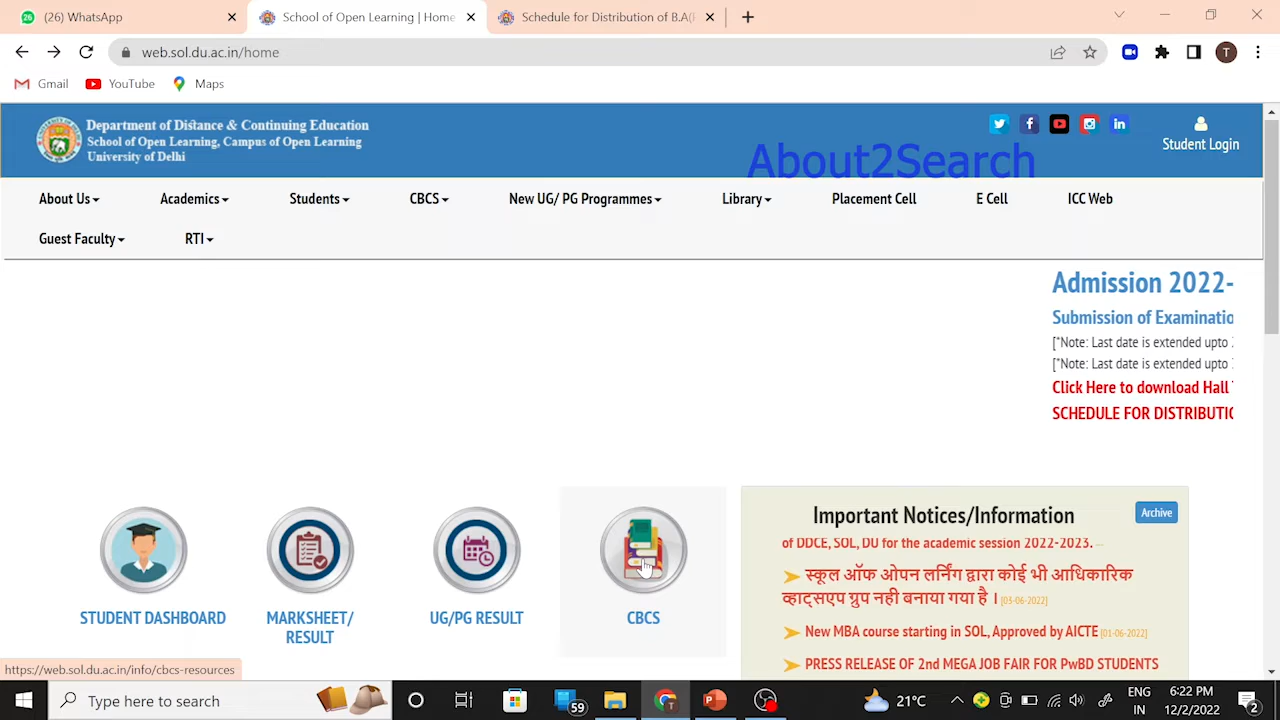 (26) WhatsApp
School of Open Learning | Home
Schedule for Distribution of B.A(
web.sol.du.ac.in/home
T
Gmail
YouTube
Maps
Department of Distance & Continuing Education
School of Open Learning, Campus of Open Learning
University of Delhi
Student Login
About2Search
About Us
Academics
Students
CBCS
New UG/ PG Programmes
Library
Placement Cell
E Cell
ICC Web
Guest Faculty
RTI
Admission 2022-
Submission of Examinatio
[*Note: Last date is extended upto
[*Note: Last date is extended upto
Click Here to download Hall
SCHEDULE FOR DISTRIBUTIO
STUDENT DASHBOARD
MARKSHEET/
RESULT
UG/PG RESULT
CBCS
Important Notices/Information
Archive
of DDCE, SOL, DU for the academic session 2022-2023.
स्कूल ऑफ ओपन लर्निंग द्वारा कोई भी आधिकारिक
व्हाट्सएप ग्रुप नही बनाया गया है । [03-06-2022]
New MBA course starting in SOL, Approved by AICTE [01-06-2022]
PRESS RELEASE OF 2nd MEGA JOB FAIR FOR PwBD STUDENTS
https://web.sol.du.ac.in/info/cbcs-resources
Type here to search
59
21°C
ENG
IN
6:22 PM
12/2/2022
2